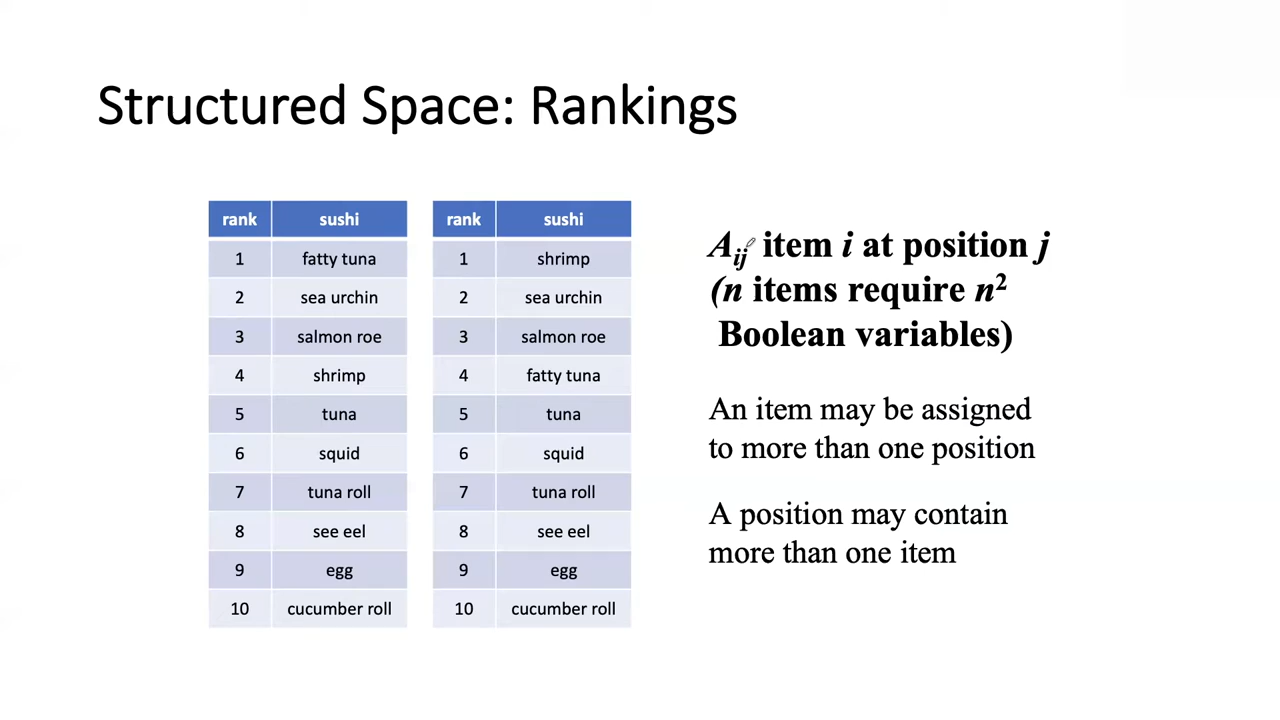 Structured Space: Rankings
rank sushi
1 fatty tuna
2 sea urchin
3 salmon roe
4 shrimp
5 tuna
6 squid
7 tuna roll
8 see eel
9 egg
10 cucumber roll
rank sushi
1 shrimp
2 sea urchin
3 salmon roe
4 fatty tuna
5 tuna
6 squid
7 tuna roll
8 see eel
9 egg
10 cucumber roll
A_ij item i at position j
(n items require n²
Boolean variables)
An item may be assigned
to more than one position
A position may contain
more than one item